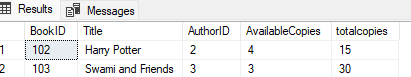 Results Messages
BookID Title AuthorID AvailableCopies totalcopies
1 102 Harry Potter 2 4 15
2 103 Swami and Friends 3 3 30